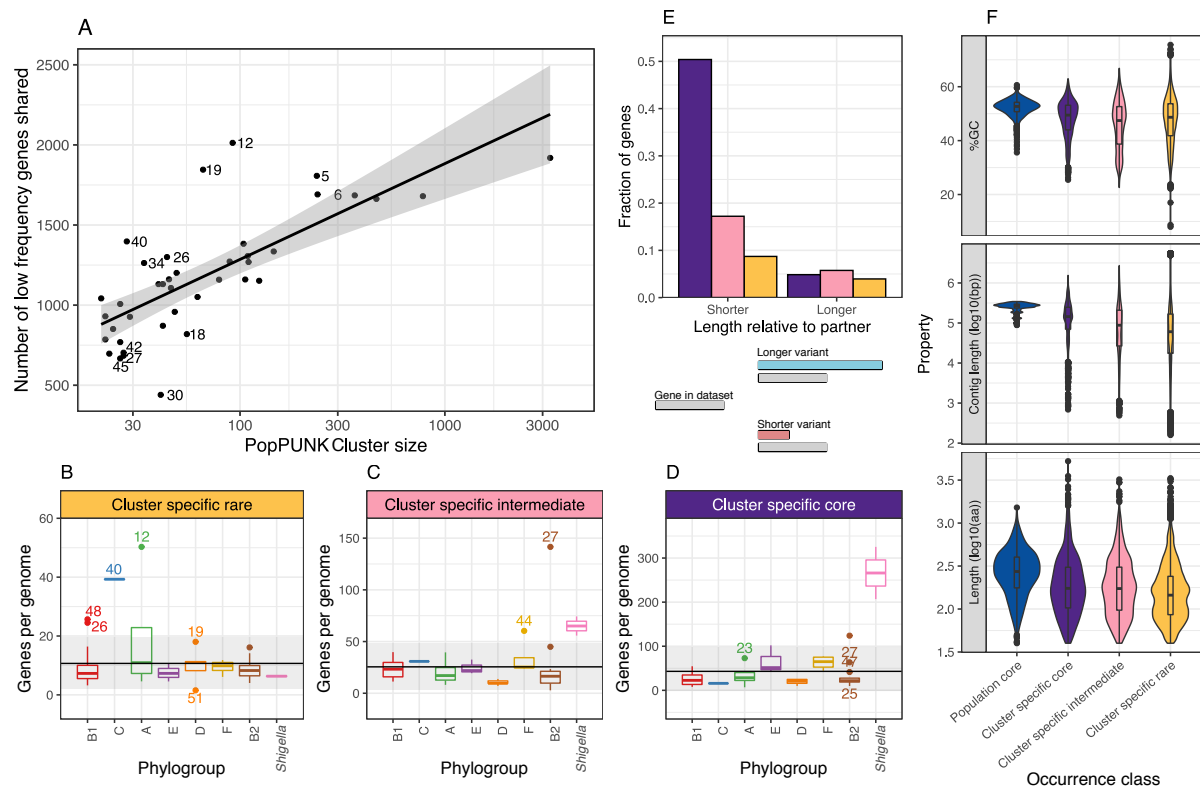 A
Number of low frequency genes shared
2500
2000
1500
1000
500
12
19
5
6
40
34
26
18
42
27
45
30
30
100
300
1000
3000
PopPUNK Cluster size
B
Cluster specific rare
Genes per genome
60
40
20
0
48
26
40
12
19
51
B1
C
A
E
D
F
B2
Shigella
Phylogroup
C
Cluster specific intermediate
Genes per genome
150
100
50
0
44
27
B1
C
A
E
D
F
B2
Shigella
Phylogroup
D
Cluster specific core
Genes per genome
300
200
100
0
23
27
25
B1
C
A
E
D
F
B2
Shigella
Phylogroup
E
Fraction of genes
0.5
0.4
0.3
0.2
0.1
0.0
Shorter
Longer
Length relative to partner
Longer variant
Gene in dataset
Shorter variant
F
Property
%GC
60
40
20
Contig length (log10(bp))
6
5
4
3
2
Length (log10(aa))
3.5
3.0
2.5
2.0
1.5
Population core
Cluster specific core
Cluster specific intermediate
Cluster specific rare
Occurrence class